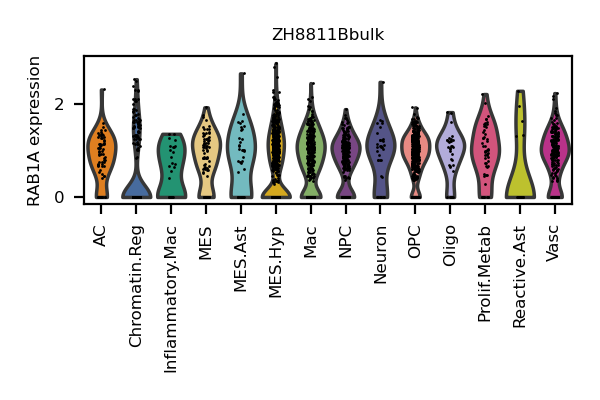 ZH8811Bbulk
RAB1A expression
2
0
AC
Chromatin.Reg
Inflammatory.Mac
MES
MES.Ast
MES.Hyp
Mac
NPC
Neuron
OPC
Oligo
Prolif.Metab
Reactive.Ast
Vasc